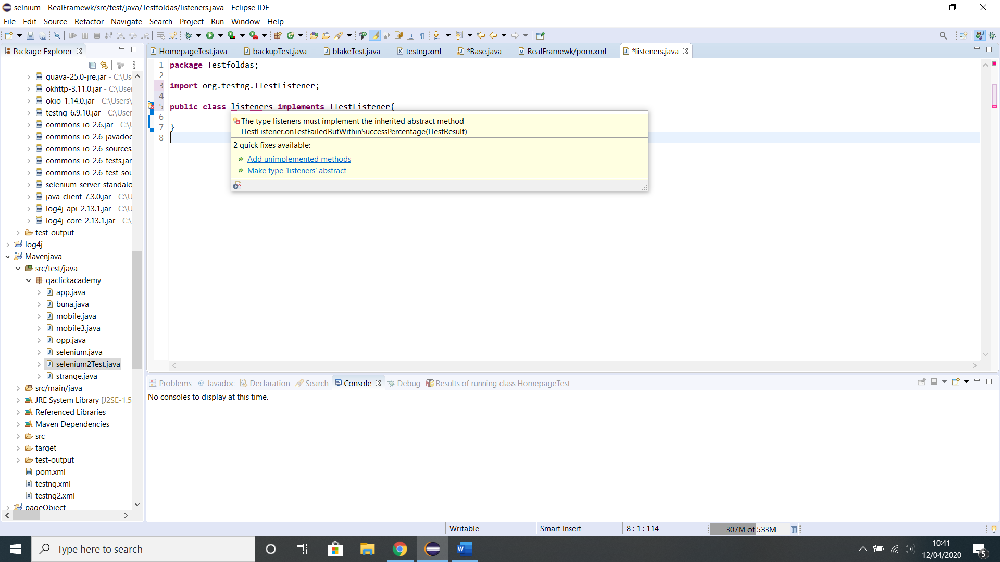 selnium - RealFramewk/src/test/java/Testfoldas/listeners.java - Eclipse IDE
File Edit Source Refactor Navigate Search Project Run Window Help
Package Explorer
HomepageTest.java backupTest.java blakeTest.java testng.xml *Base.java RealFramewk/pom.xml *listeners.java
guava-25.0-jre.jar - C:\Us
okhttp-3.11.0.jar - C:\User
okio-1.14.0.jar - C:\Users\
testng-6.9.10.jar - C:\User
commons-io-2.6.jar - C:\U
commons-io-2.6-javadoc
commons-io-2.6-sources
commons-io-2.6-tests.jar
commons-io-2.6-test-sou
selenium-server-standalo
java-client-7.3.0.jar - C:\U
log4j-api-2.13.1.jar - C:\U
log4j-core-2.13.1.jar - C:\
test-output
log4j
Mavenjava
src/test/java
qaclickacademy
app.java
buna.java
mobile.java
mobile3.java
opp.java
selenium.java
selenium2Test.java
strange.java
src/main/java
JRE System Library [J2SE-1.5
Referenced Libraries
Maven Dependencies
src
target
test-output
pom.xml
testng.xml
testng2.xml
pageObject
1 package Testfoldas;
2
3 import org.testng.ITestListener;
4
5 public class listeners implements ITestListener{
6
7 }
8
The type listeners must implement the inherited abstract method
ITestListener.onTestFailedButWithinSuccessPercentage(ITestResult)
2 quick fixes available:
Add unimplemented methods
Make type 'listeners' abstract
Problems Javadoc Declaration Search Console Debug Results of running class HomepageTest
No consoles to display at this time.
Writable Smart Insert 8 : 1 : 114 307M of 533M
Type here to search
10:41
12/04/2020
5